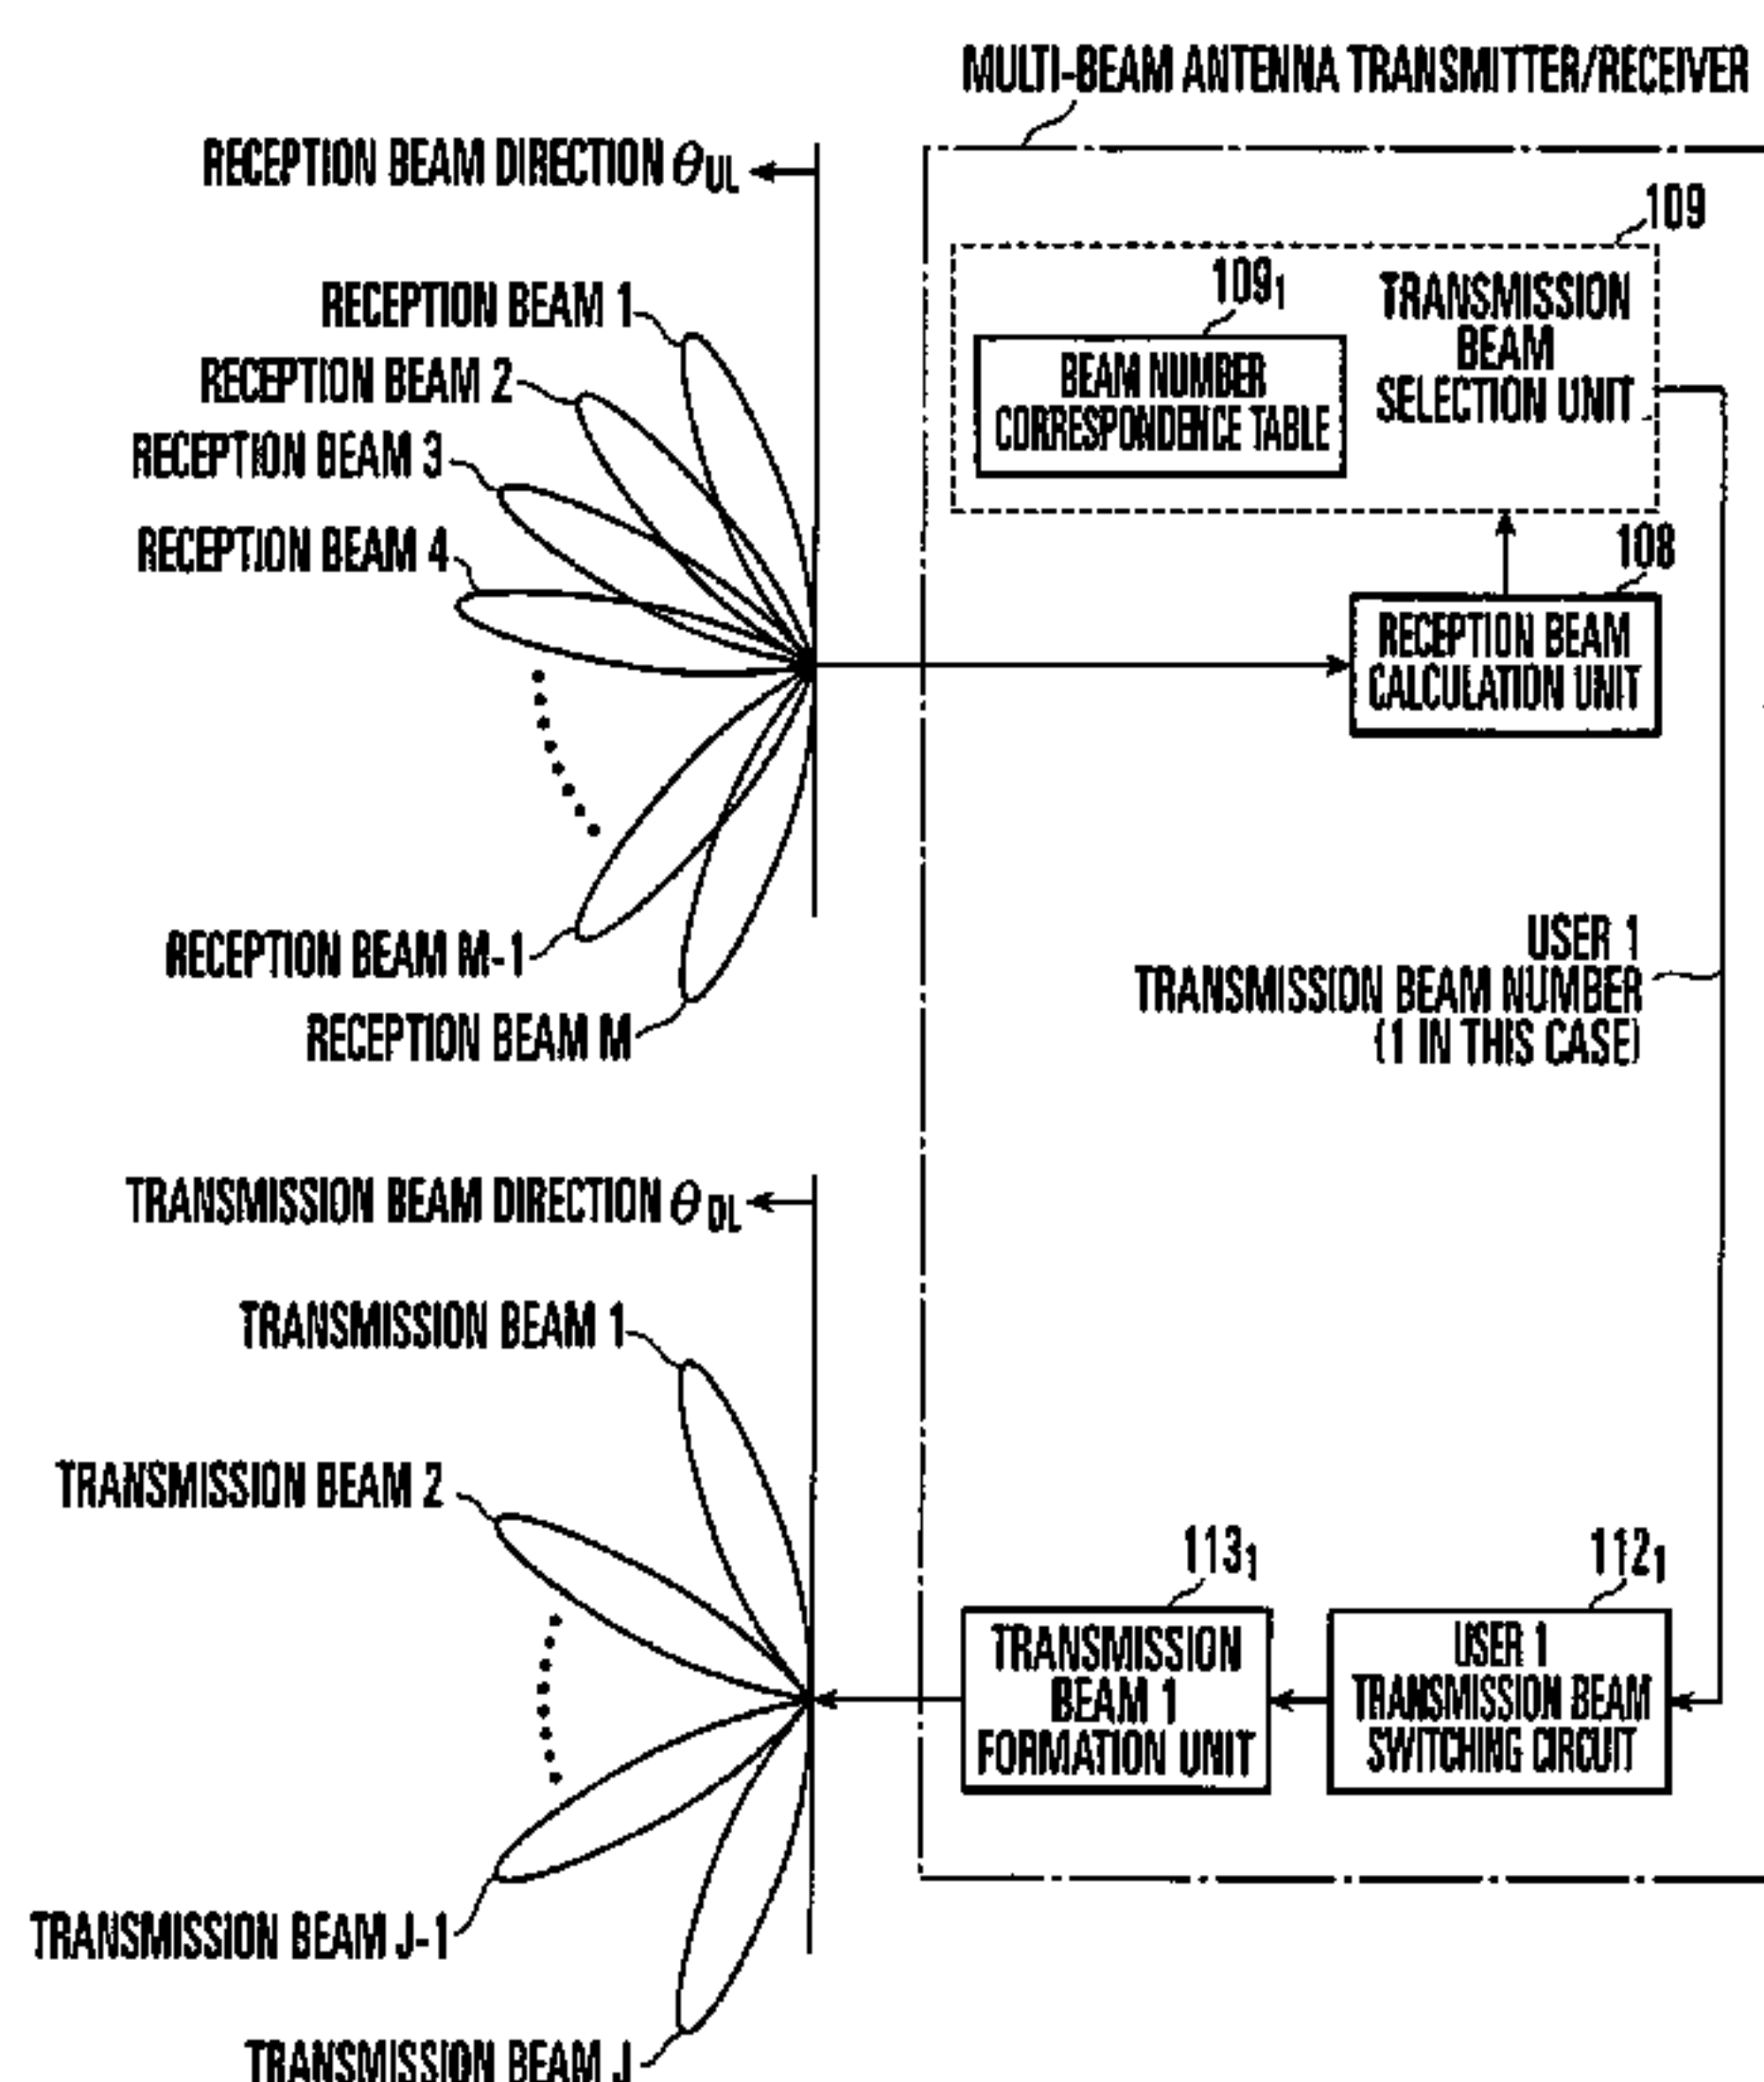 MULTI-BEAM ANTENNA TRANSMITTER/RECEIVER
RECEPTION BEAM DIRECTION θUL
109
109₁
TRANSMISSION
BEAM
SELECTION UNIT
BEAM NUMBER
CORRESPONDENCE TABLE
RECEPTION BEAM 1
RECEPTION BEAM 2
RECEPTION BEAM 3
RECEPTION BEAM 4
108
RECEPTION BEAM
CALCULATION UNIT
RECEPTION BEAM M-1
RECEPTION BEAM M
USER 1
TRANSMISSION BEAM NUMBER
(1 IN THIS CASE)
TRANSMISSION BEAM DIRECTION θDL
TRANSMISSION BEAM 1
TRANSMISSION BEAM 2
113₁
TRANSMISSION
BEAM 1
FORMATION UNIT
112₁
USER 1
TRANSMISSION BEAM
SWITCHING CIRCUIT
TRANSMISSION BEAM J-1
TRANSMISSION BEAM J